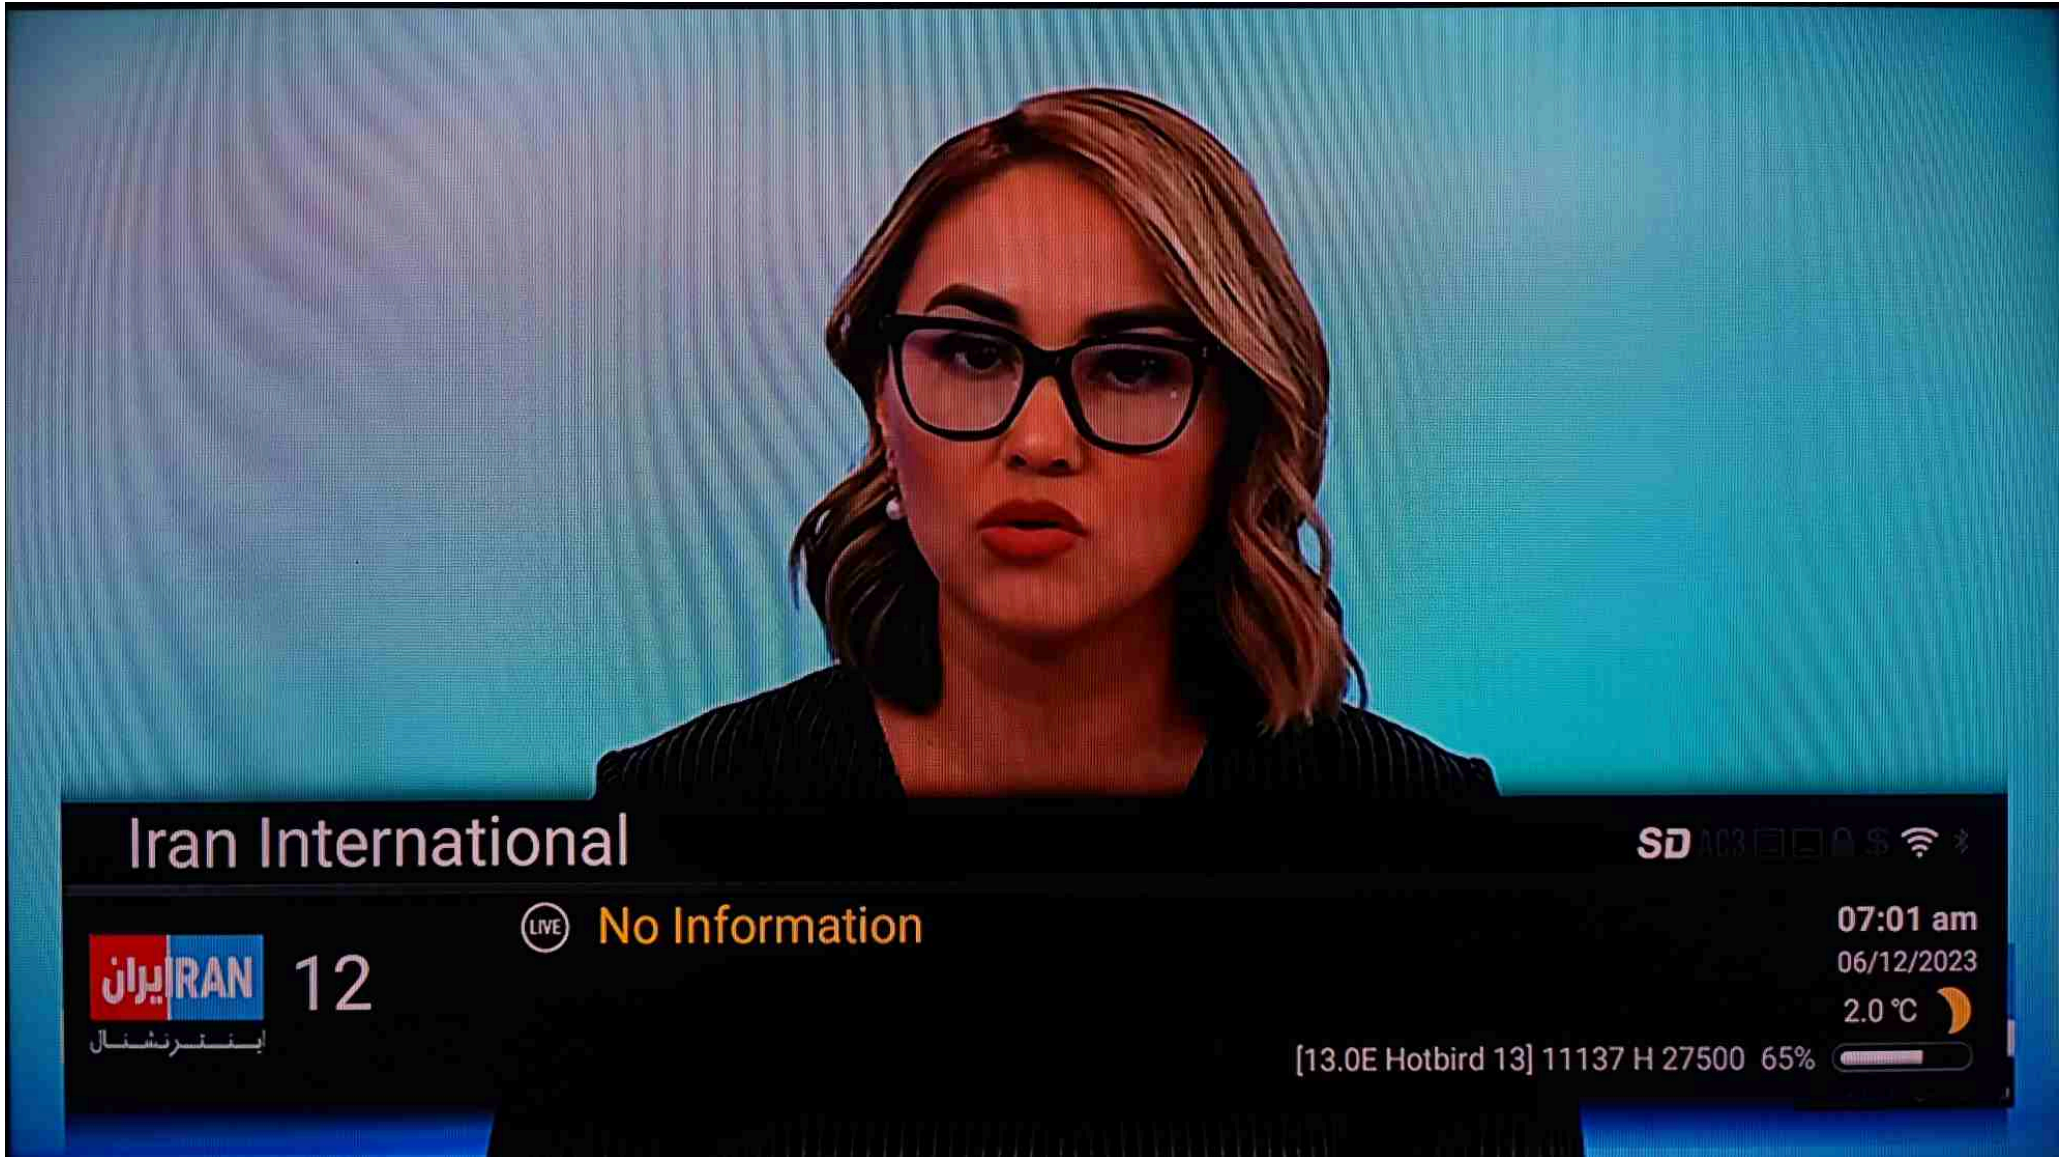 Iran International
SD AC3 $
LIVE No Information
07:01 am
06/12/2023
ایران IRAN
اینترنشنال
12
2.0 °C
[13.0E Hotbird 13] 11137 H 27500 65%